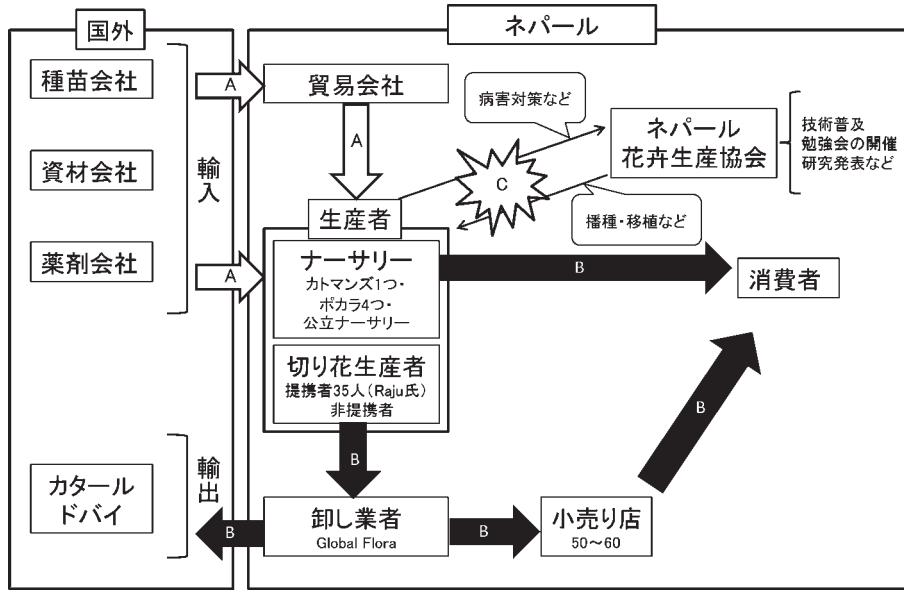 国外
ネパール
種苗会社
資材会社
薬剤会社
輸入
A
A
貿易会社
A
病害対策など
ネパール
花卉生産協会
技術普及
勉強会の開催
研究発表など
C
播種・移植など
生産者
ナーサリー
カトマンズ1つ・
ポカラ4つ・
公立ナーサリー
切り花生産者
提携者35人(Raju氏)
非提携者
B
消費者
B
B
カタール
ドバイ
輸出
B
卸し業者
Global Flora
B
小売り店
50~60